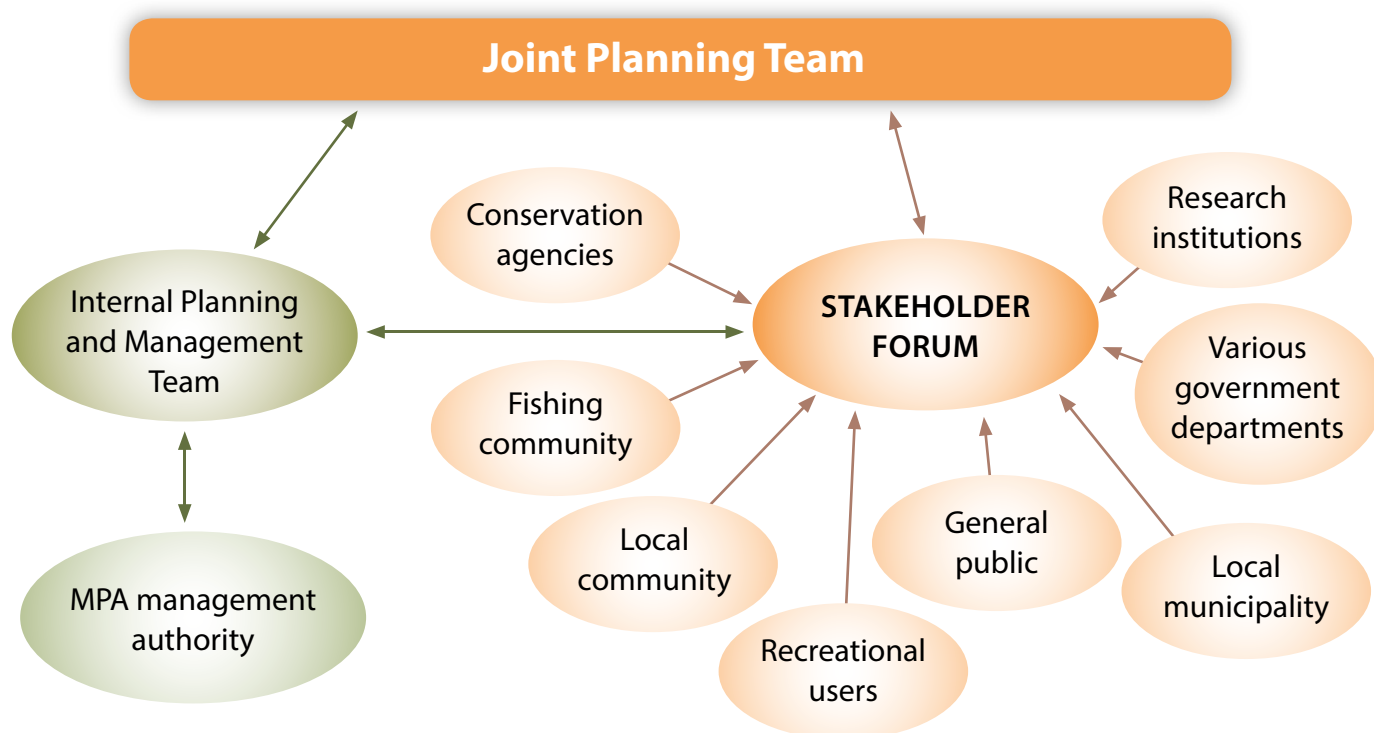 Joint Planning Team
Conservation
agencies
Research
institutions
Internal Planning
and Management
Team
STAKEHOLDER
FORUM
Various
government
departments
Fishing
community
Local
community
General
public
Local
municipality
MPA management
authority
Recreational
users